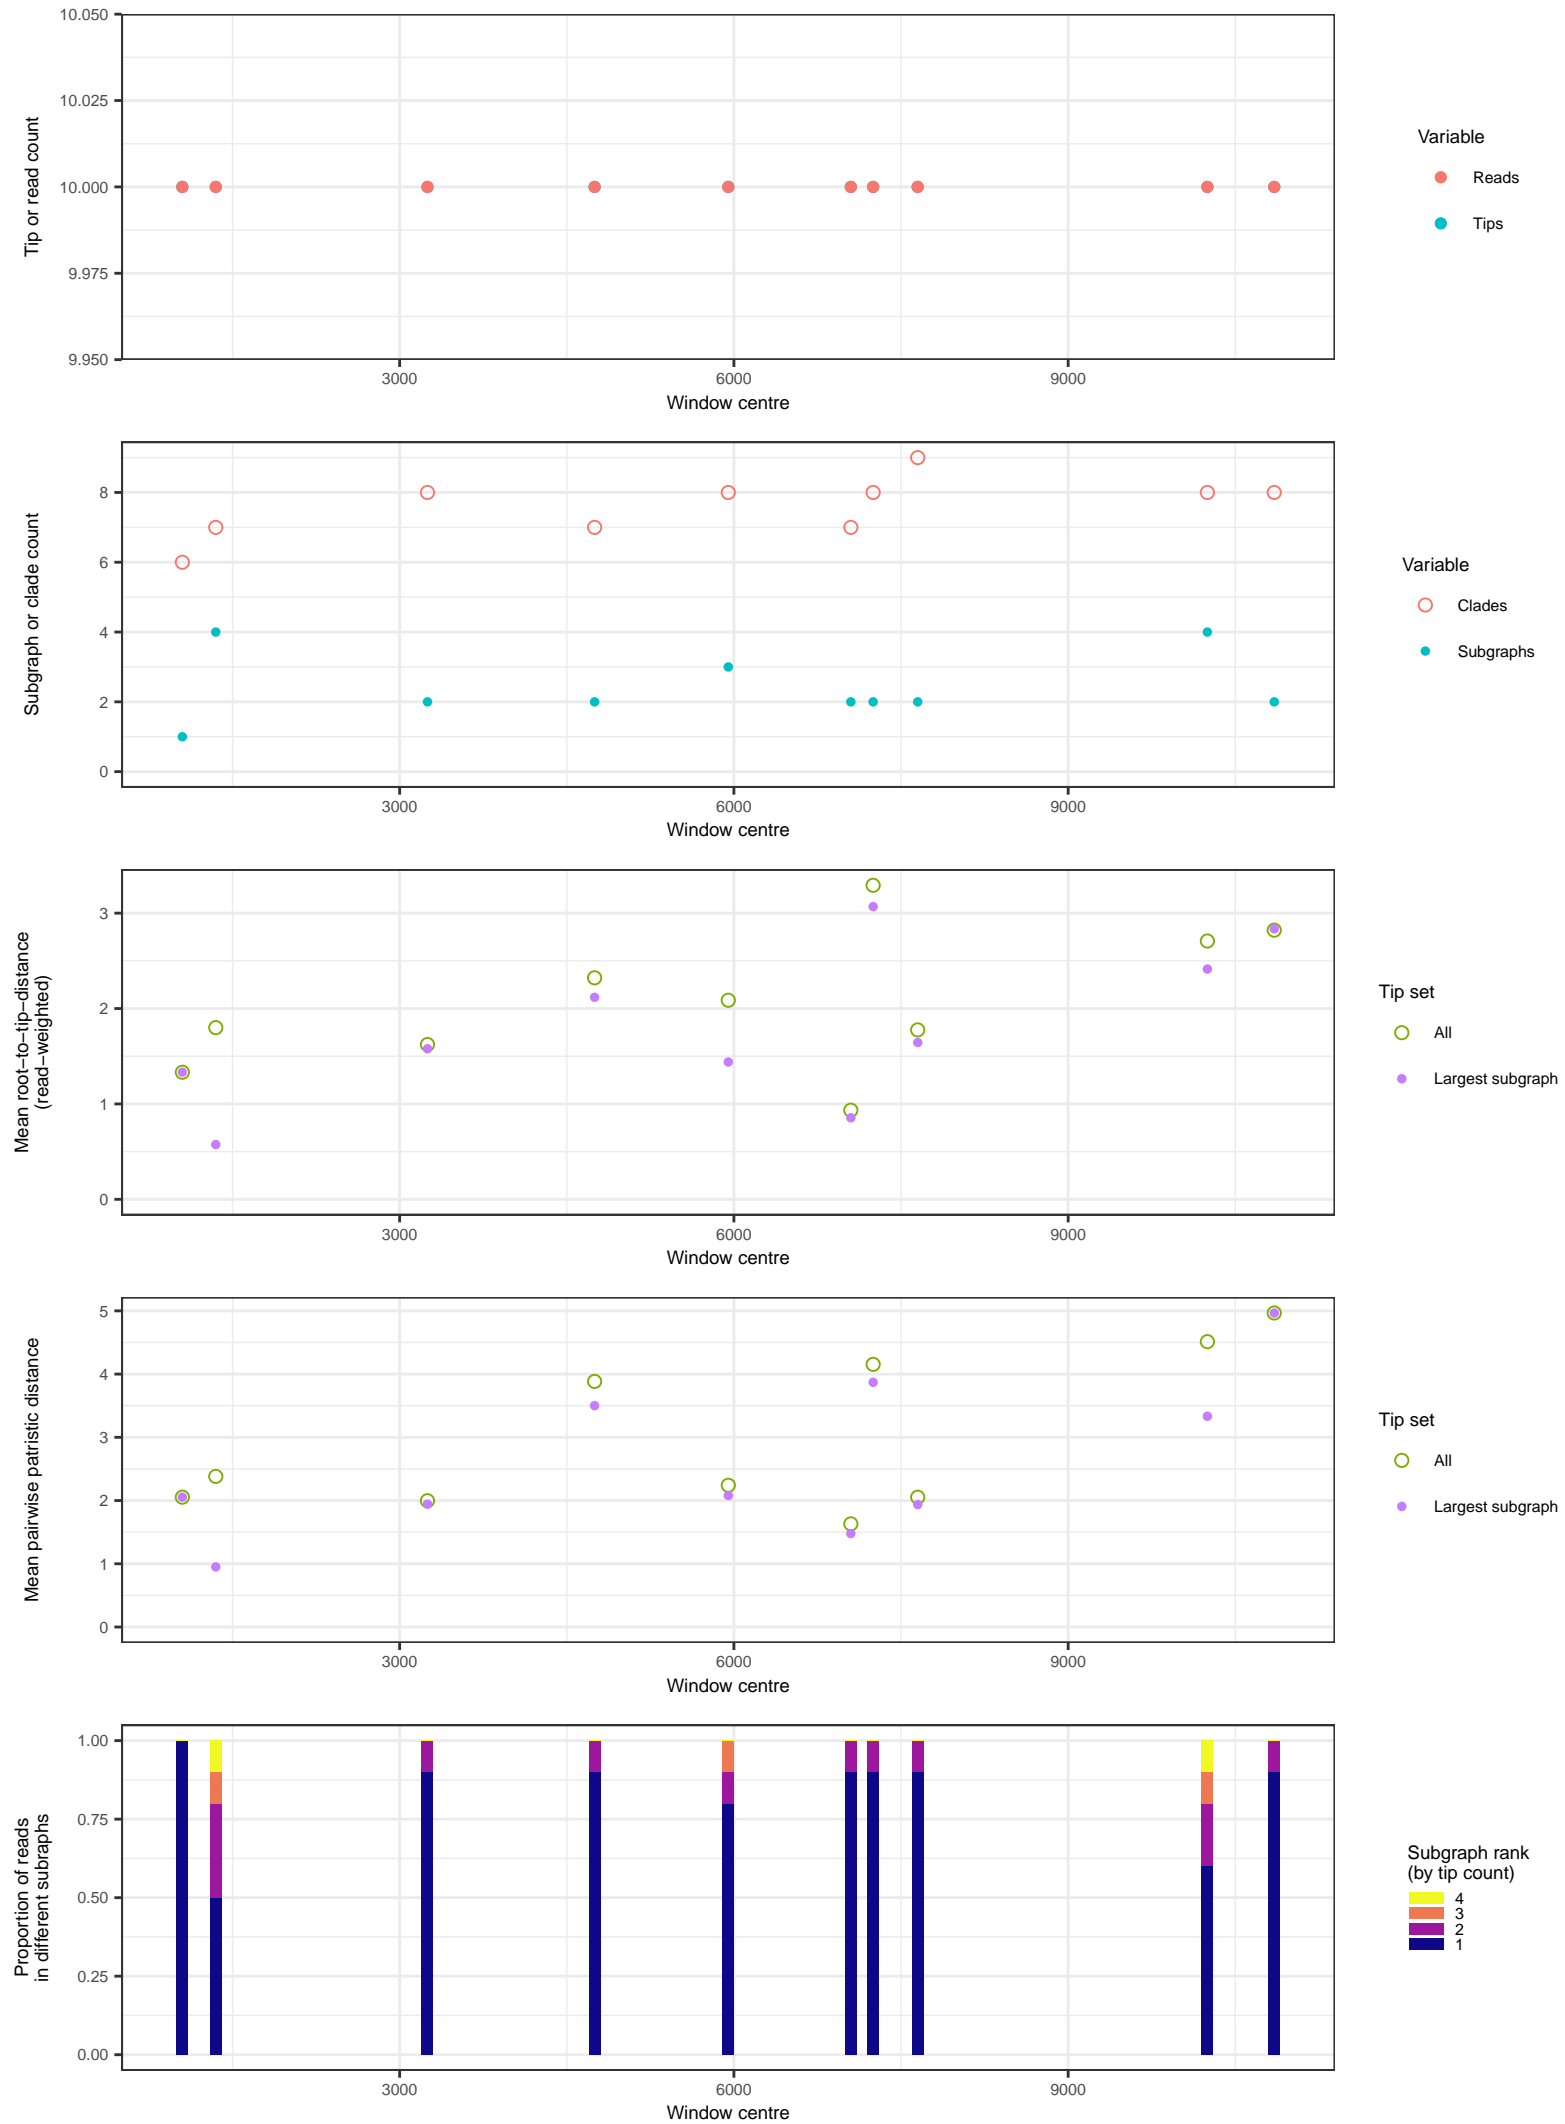 10.050
10.025
10.000
9.975
9.950
Tip or read count
3000
6000
9000
Window centre
Variable
Reads
Tips
8
6
4
2
0
Subgraph or clade count
3000
6000
9000
Window centre
Variable
Clades
Subgraphs
3
2
1
0
Mean root−to−tip−distance
(read−weighted)
3000
6000
9000
Window centre
Tip set
All
Largest subgraph
5
4
3
2
1
0
Mean pairwise patristic distance
3000
6000
9000
Window centre
Tip set
All
Largest subgraph
1.00
0.75
0.50
0.25
0.00
Proportion of reads
in different subraphs
3000
6000
9000
Window centre
Subgraph rank
(by tip count)
4
3
2
1